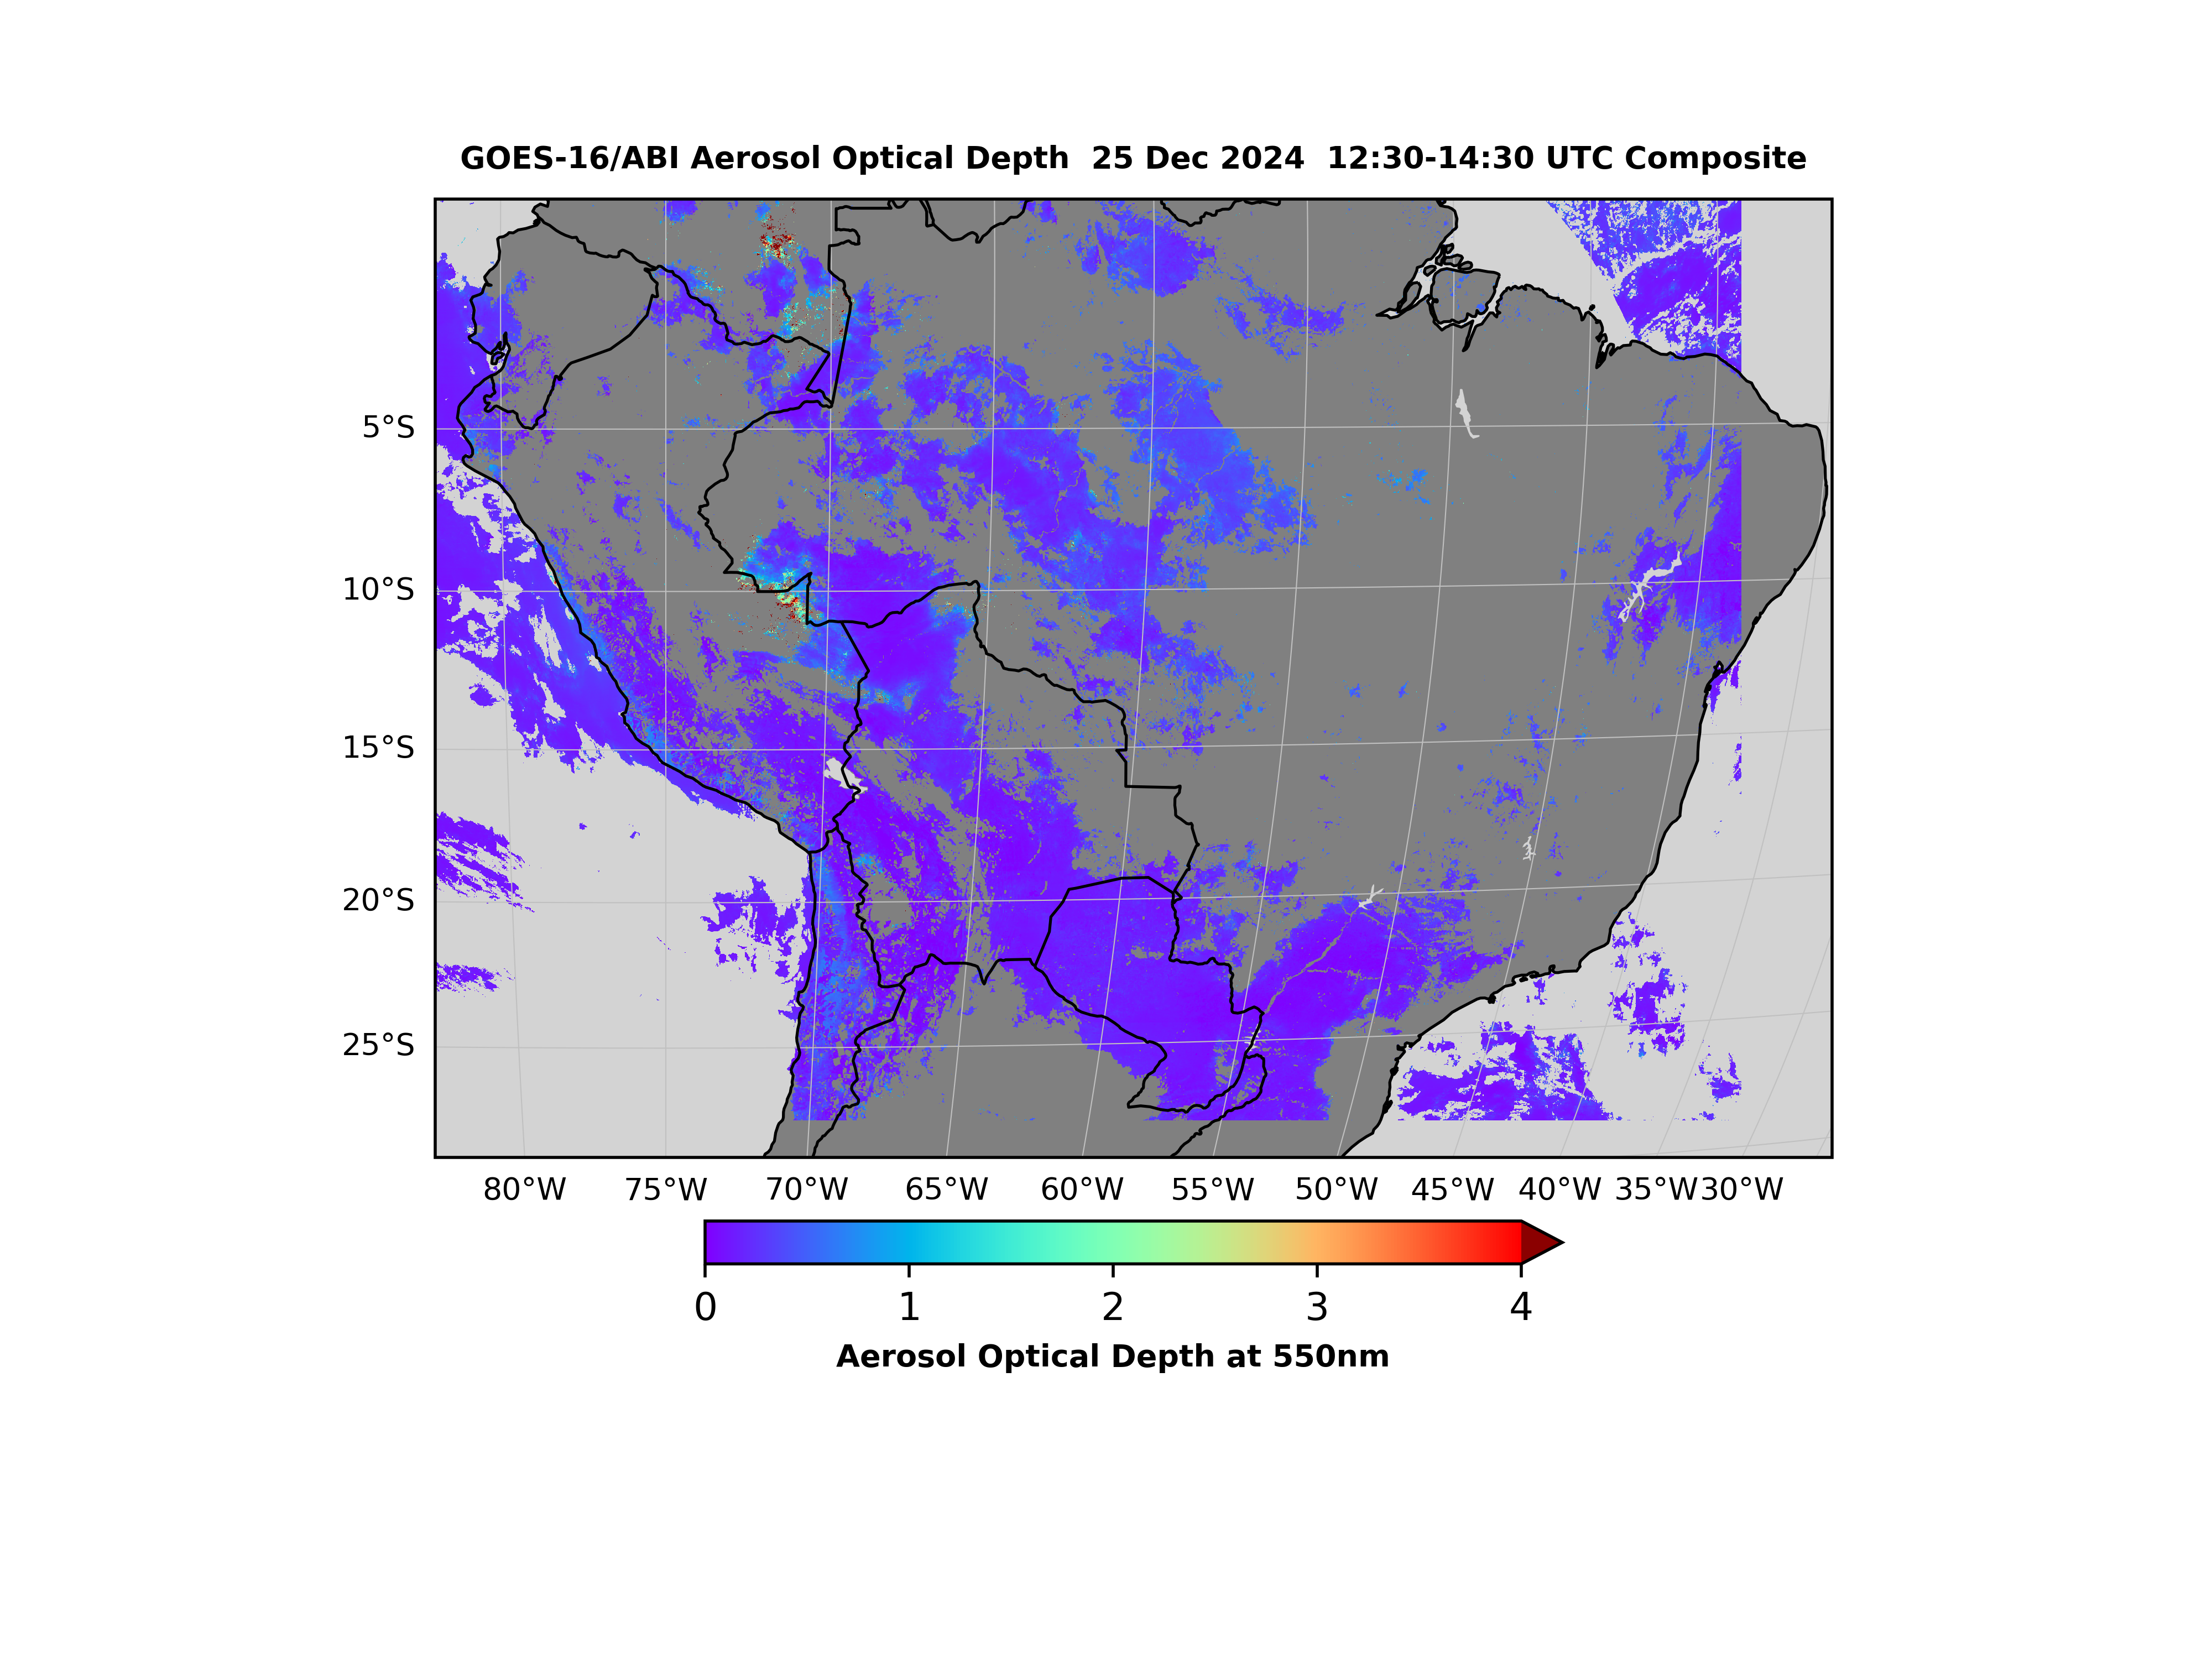 GOES-16/ABI Aerosol Optical Depth  25 Dec 2024  12:30-14:30 UTC Composite
5°S
10°S
15°S
20°S
25°S
80°W 75°W 70°W 65°W 60°W 55°W 50°W 45°W 40°W 35°W 30°W
0 1 2 3 4
Aerosol Optical Depth at 550nm